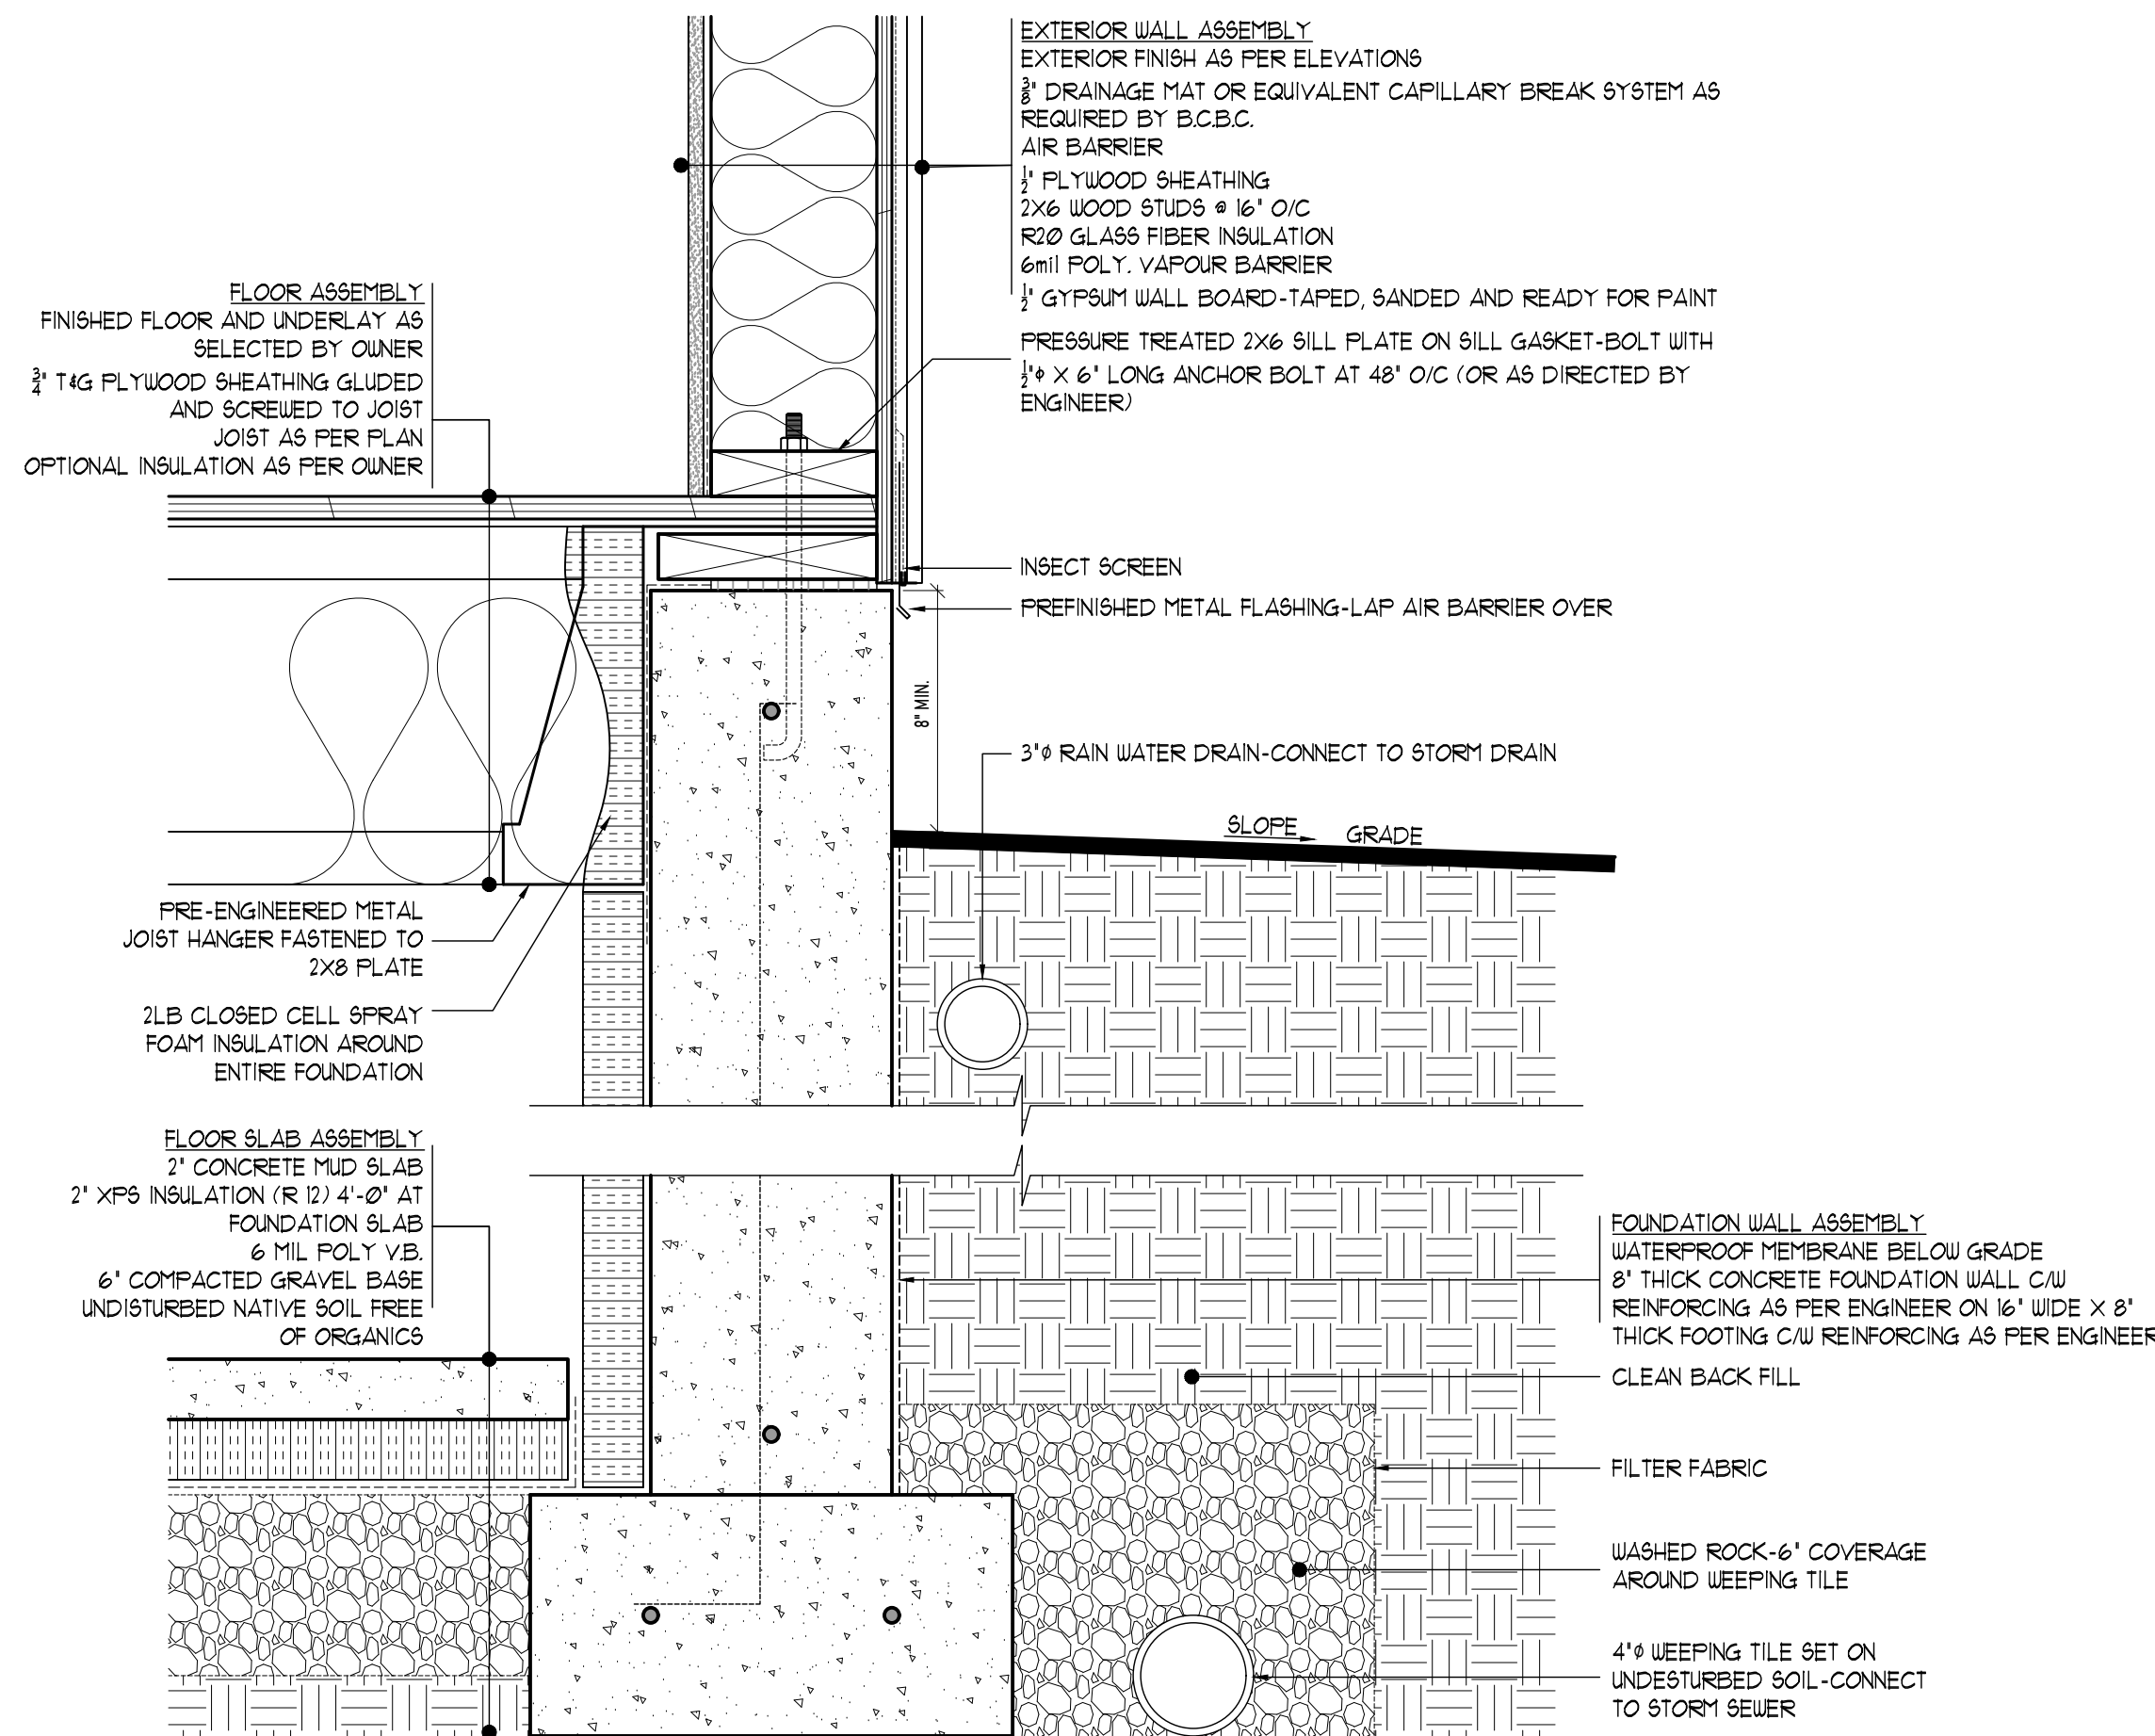 EXTERIOR WALL ASSEMBLY
EXTERIOR FINISH AS PER ELEVATIONS
3/8" DRAINAGE MAT OR EQUIVALENT CAPILLARY BREAK SYSTEM AS
REQUIRED BY B.C.B.C.
AIR BARRIER
1/2" PLYWOOD SHEATHING
2X6 WOOD STUDS @ 16" O/C
R20 GLASS FIBER INSULATION
6mil POLY. VAPOUR BARRIER
1/2" GYPSUM WALL BOARD-TAPED, SANDED AND READY FOR PAINT
PRESSURE TREATED 2X6 SILL PLATE ON SILL GASKET-BOLT WITH
1/2"φ X 6" LONG ANCHOR BOLT AT 48" O/C (OR AS DIRECTED BY
ENGINEER)
FLOOR ASSEMBLY
FINISHED FLOOR AND UNDERLAY AS
SELECTED BY OWNER
3/4" T&G PLYWOOD SHEATHING GLUDED
AND SCREWED TO JOIST
JOIST AS PER PLAN
OPTIONAL INSULATION AS PER OWNER
INSECT SCREEN
PREFINISHED METAL FLASHING-LAP AIR BARRIER OVER
8" MIN.
3"φ RAIN WATER DRAIN-CONNECT TO STORM DRAIN
SLOPE
GRADE
PRE-ENGINEERED METAL
JOIST HANGER FASTENED TO
2X8 PLATE
2LB CLOSED CELL SPRAY
FOAM INSULATION AROUND
ENTIRE FOUNDATION
FLOOR SLAB ASSEMBLY
2" CONCRETE MUD SLAB
2" XPS INSULATION (R 12) 4'-0" AT
FOUNDATION SLAB
6 MIL POLY V.B.
6" COMPACTED GRAVEL BASE
UNDISTURBED NATIVE SOIL FREE
OF ORGANICS
FOUNDATION WALL ASSEMBLY
WATERPROOF MEMBRANE BELOW GRADE
8" THICK CONCRETE FOUNDATION WALL C/W
REINFORCING AS PER ENGINEER ON 16" WIDE X 8"
THICK FOOTING C/W REINFORCING AS PER ENGINEER
CLEAN BACK FILL
FILTER FABRIC
WASHED ROCK-6" COVERAGE
AROUND WEEPING TILE
4"φ WEEPING TILE SET ON
UNDESTURBED SOIL-CONNECT
TO STORM SEWER